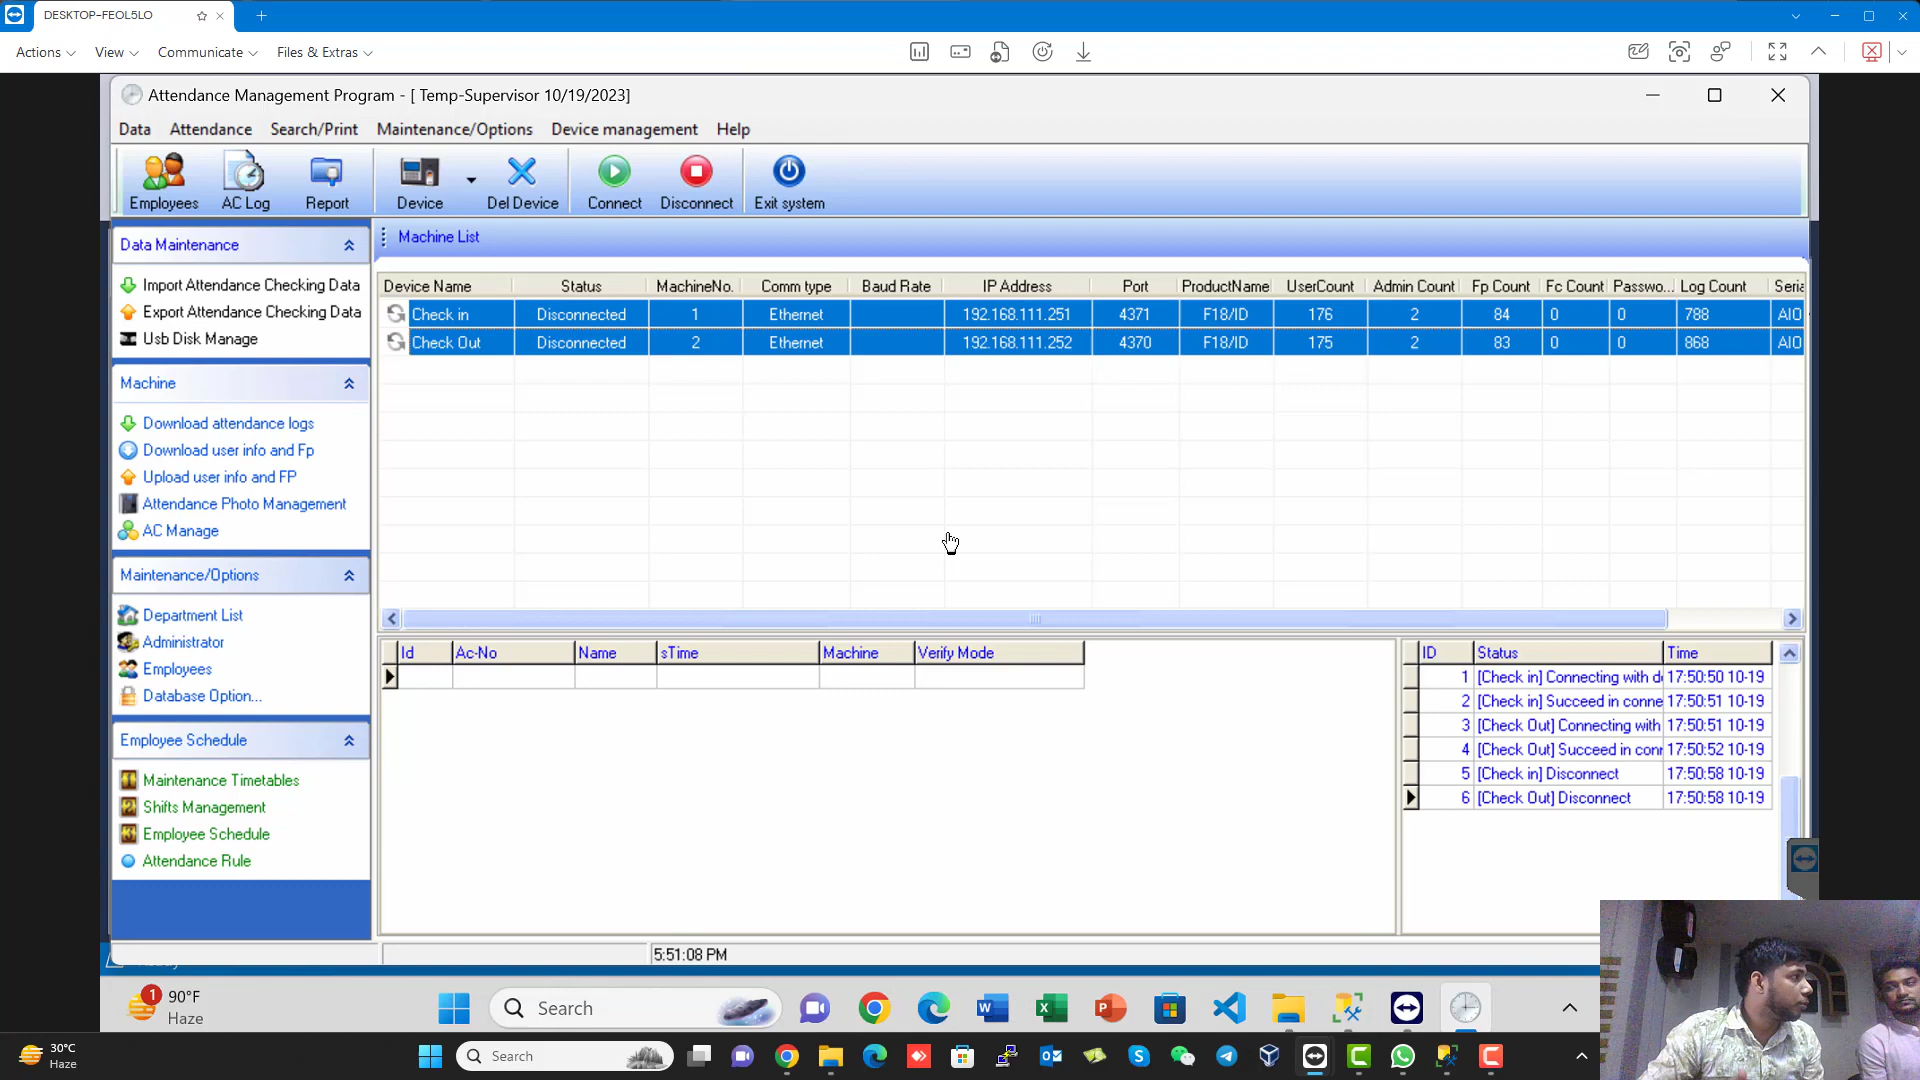 DESKTOP-FEOL5LO
Actions View Communicate Files & Extras
Attendance Management Program - [ Temp-Supervisor 10/19/2023]
Data Attendance Search/Print Maintenance/Options Device management Help
Employees AC Log Report Device Del Device Connect Disconnect Exit system
Data Maintenance
Import Attendance Checking Data
Export Attendance Checking Data
Usb Disk Manage
Machine
Download attendance logs
Download user info and Fp
Upload user info and FP
Attendance Photo Management
AC Manage
Maintenance/Options
Department List
Administrator
Employees
Database Option...
Employee Schedule
Maintenance Timetables
Shifts Management
Employee Schedule
Attendance Rule
Machine List
Device Name Status MachineNo. Comm type Baud Rate IP Address Port ProductName UserCount Admin Count Fp Count Fc Count Passwo... Log Count Seria
Check in Disconnected 1 Ethernet 192.168.111.251 4371 F18/ID 176 2 84 0 0 788 AIO
Check Out Disconnected 2 Ethernet 192.168.111.252 4370 F18/ID 175 2 83 0 0 868 AIO
Id Ac-No Name sTime Machine Verify Mode
ID Status Time
1 [Check in] Connecting with de 17:50:50 10-19
2 [Check in] Succeed in conne 17:50:51 10-19
3 [Check Out] Connecting with 17:50:51 10-19
4 [Check Out] Succeed in conn 17:50:52 10-19
5 [Check in] Disconnect 17:50:58 10-19
6 [Check Out] Disconnect 17:50:58 10-19
5:51:08 PM
1 90°F
Haze
Search
30°C
Haze
Search